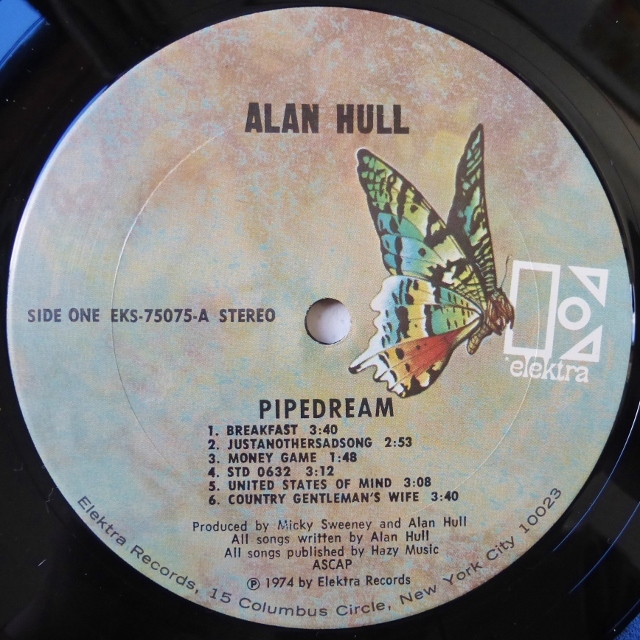 ALAN HULL
SIDE ONE EKS-75075-A STEREO
elektra
PIPEDREAM
1. BREAKFAST 3:40
2. JUSTANOTHERSADSONG 2:53
3. MONEY GAME 1:48
4. STD 0632 3:12
5. UNITED STATES OF MIND 3:08
6. COUNTRY GENTLEMAN'S WIFE 3:40
Produced by Micky Sweeney and Alan Hull
All songs written by Alan Hull
All songs published by Hazy Music
ASCAP
℗ 1974 by Elektra Records
Elektra Records, 15 Columbus Circle, New York City 10023